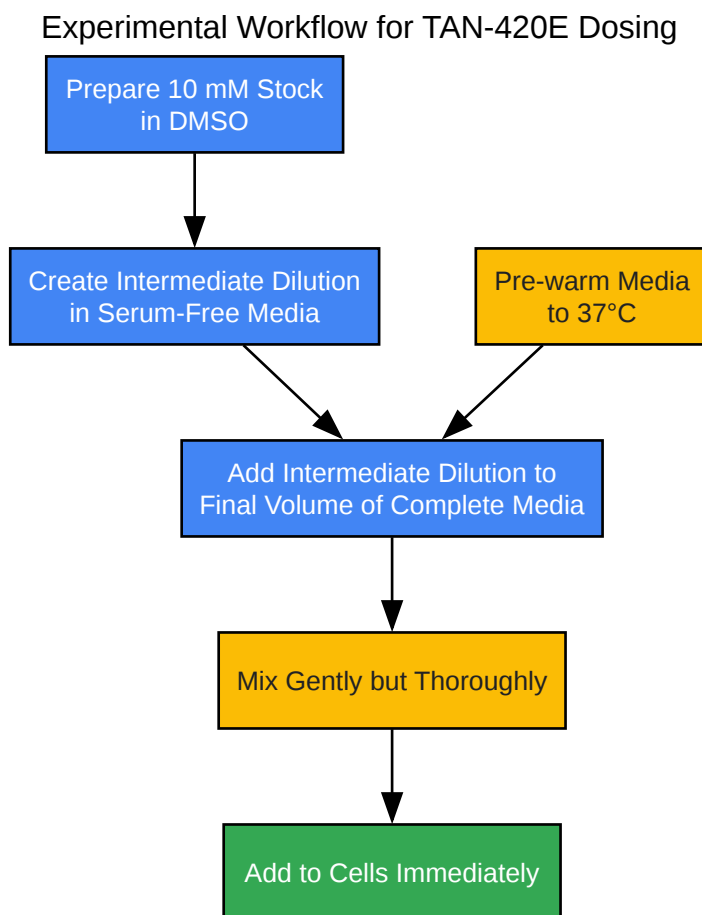 Experimental Workflow for TAN-420E Dosing
Prepare 10 mM Stock
in DMSO
Create Intermediate Dilution
in Serum-Free Media
Pre-warm Media
to 37°C
Add Intermediate Dilution to
Final Volume of Complete Media
Mix Gently but Thoroughly
Add to Cells Immediately